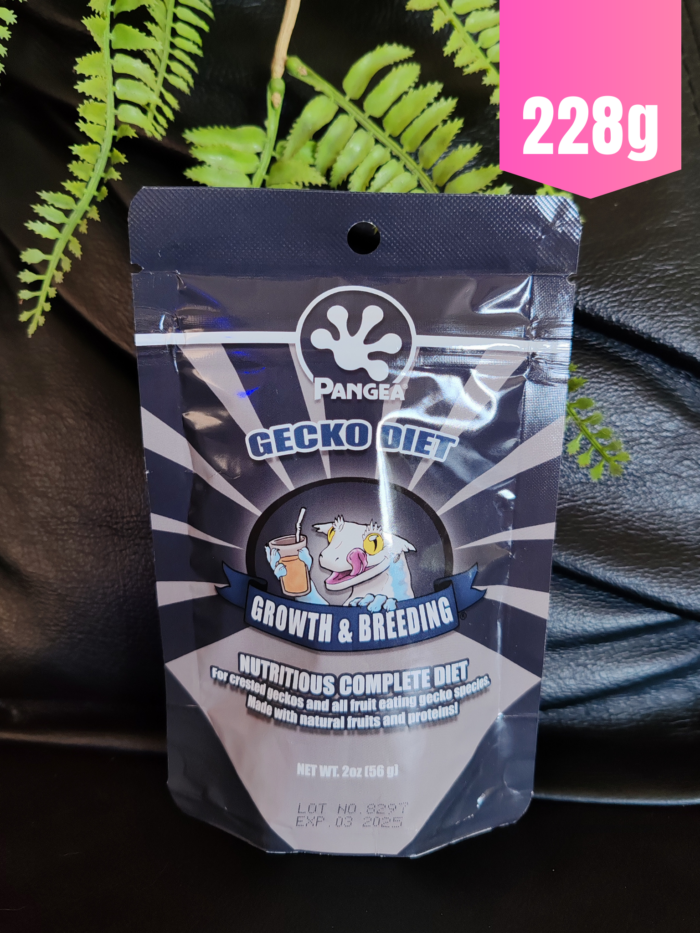 228g
PANGEA
GECKO DIET
GROWTH & BREEDING
NUTRITIOUS COMPLETE DIET
For crested geckos and all fruit eating gecko species.
Made with natural fruits and proteins!
NET WT. 2oz (56 g)
LOT NO.8297
EXP.03 2025